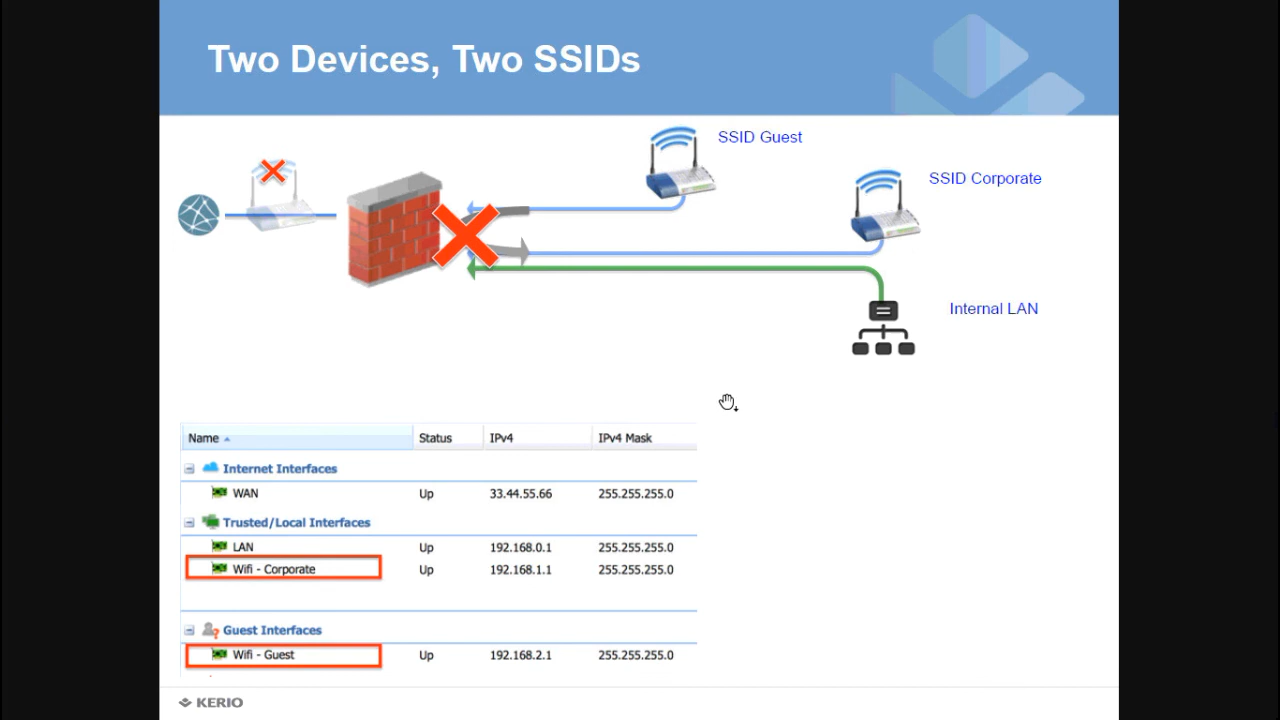 Two Devices, Two SSIDs
SSID Guest
SSID Corporate
Internal LAN
Name Status IPv4 IPv4 Mask
Internet Interfaces
WAN Up 33.44.55.66 255.255.255.0
Trusted/Local Interfaces
LAN Up 192.168.0.1 255.255.255.0
Wifi - Corporate Up 192.168.1.1 255.255.255.0
Guest Interfaces
Wifi - Guest Up 192.168.2.1 255.255.255.0
KERIO